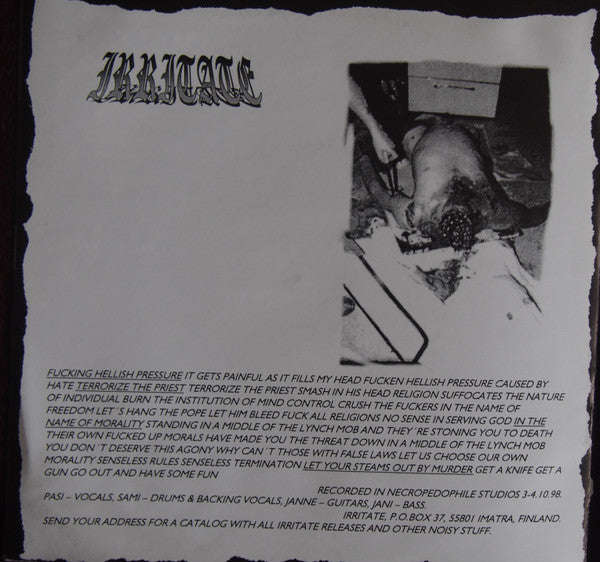 IRRITATE
FUCKING HELLISH PRESSURE IT GETS PAINFUL AS IT FILLS MY HEAD FUCKEN HELLISH PRESSURE CAUSED BY
HATE TERRORIZE THE PRIEST TERRORIZE THE PRIEST SMASH IN HIS HEAD RELIGION SUFFOCATES THE NATURE
OF INDIVIDUAL BURN THE INSTITUTION OF MIND CONTROL CRUSH THE FUCKERS IN THE NAME OF
FREEDOM LET´S HANG THE POPE LET HIM BLEED FUCK ALL RELIGIONS NO SENSE IN SERVING GOD IN THE
NAME OF MORALITY STANDING IN A MIDDLE OF THE LYNCH MOB AND THEY´RE STONING YOU TO DEATH
THEIR OWN FUCKED UP MORALS HAVE MADE YOU THE THREAT DOWN IN A MIDDLE OF THE LYNCH MOB
YOU DON´T DESERVE THIS AGONY WHY CAN´T THOSE WITH FALSE LAWS LET US CHOOSE OUR OWN
MORALITY SENSELESS RULES SENSELESS TERMINATION LET YOUR STEAMS OUT BY MURDER GET A KNIFE GET A
GUN GO OUT AND HAVE SOME FUN
RECORDED IN NECROPEDOPHILE STUDIOS 3-4.10.98.
PASI – VOCALS, SAMI – DRUMS & BACKING VOCALS, JANNE – GUITARS, JANI – BASS.
IRRITATE, P.O.BOX 37, 55801 IMATRA, FINLAND.
SEND YOUR ADDRESS FOR A CATALOG WITH ALL IRRITATE RELEASES AND OTHER NOISY STUFF.